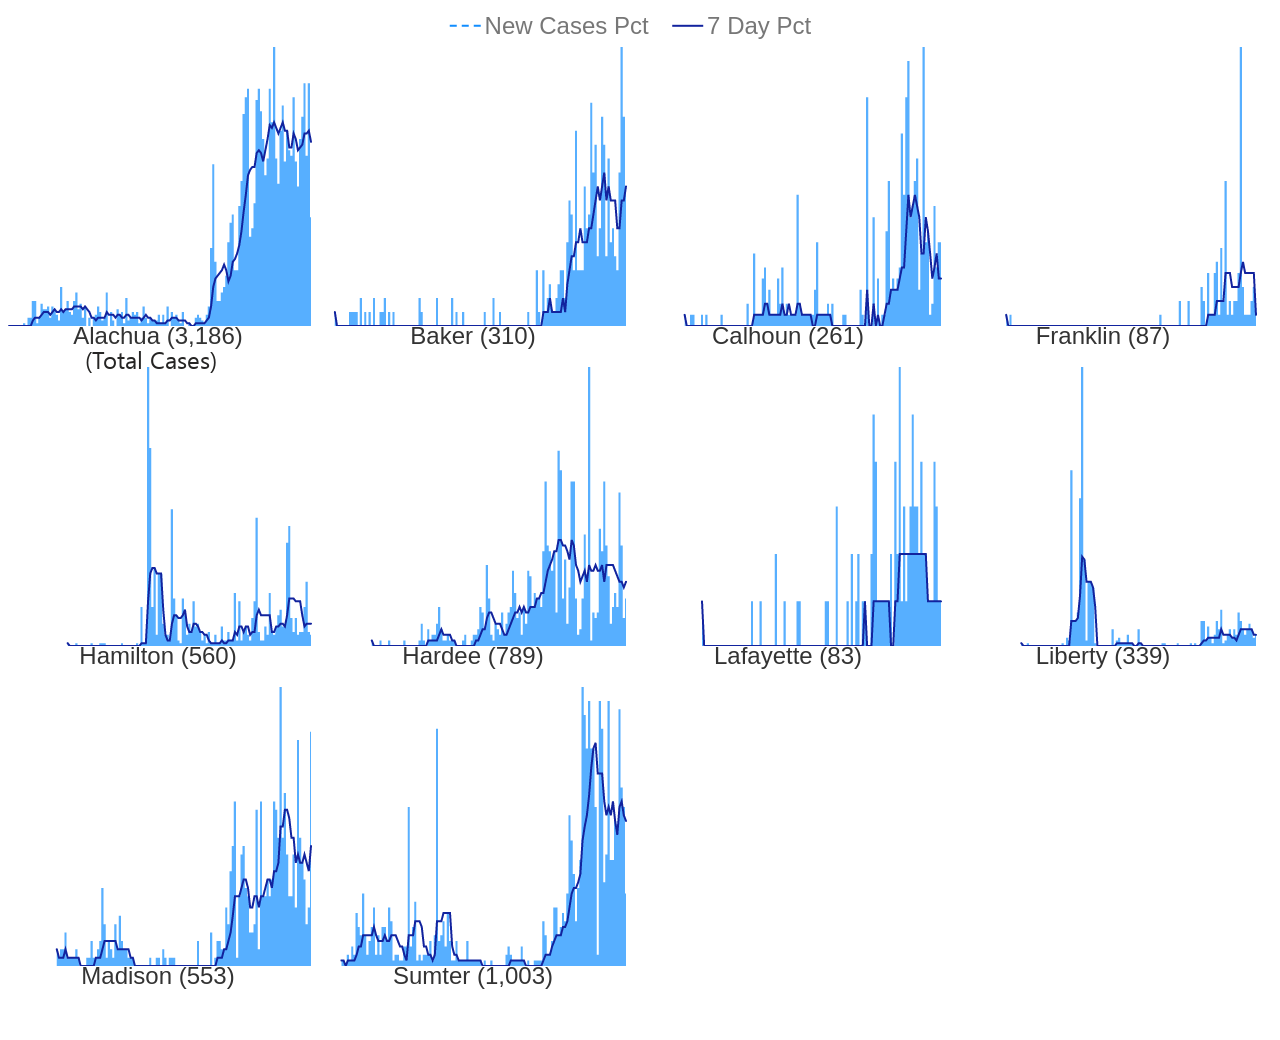 New Cases Pct 7 Day Pct
Alachua (3,186) Baker (310) Calhoun (261) Franklin (87)
(Total Cases)
Hamilton (560) Hardee (789) Lafayette (83) Liberty (339)
Madison (553) Sumter (1,003)